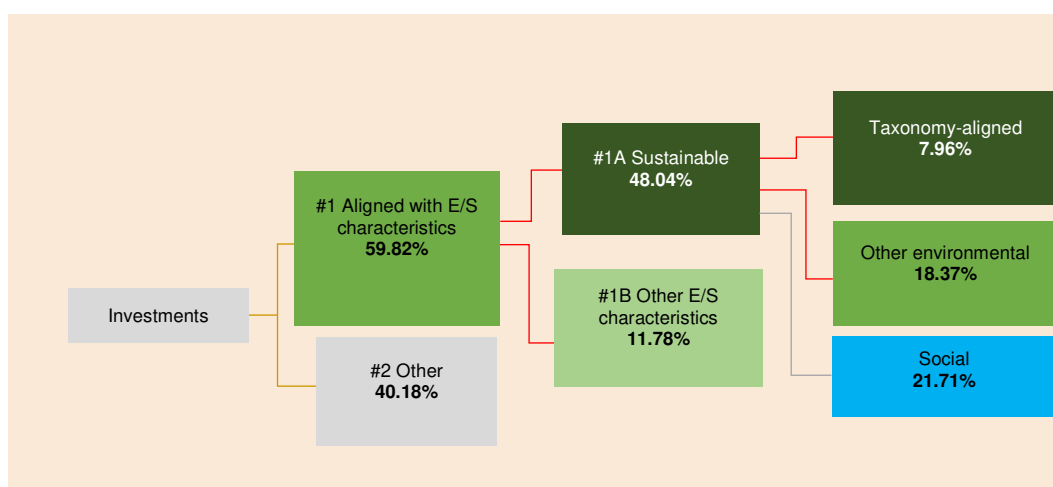 Investments
#1 Aligned with E/S
characteristics
59.82%
#2 Other
40.18%
#1A Sustainable
48.04%
#1B Other E/S
characteristics
11.78%
Taxonomy-aligned
7.96%
Other environmental
18.37%
Social
21.71%